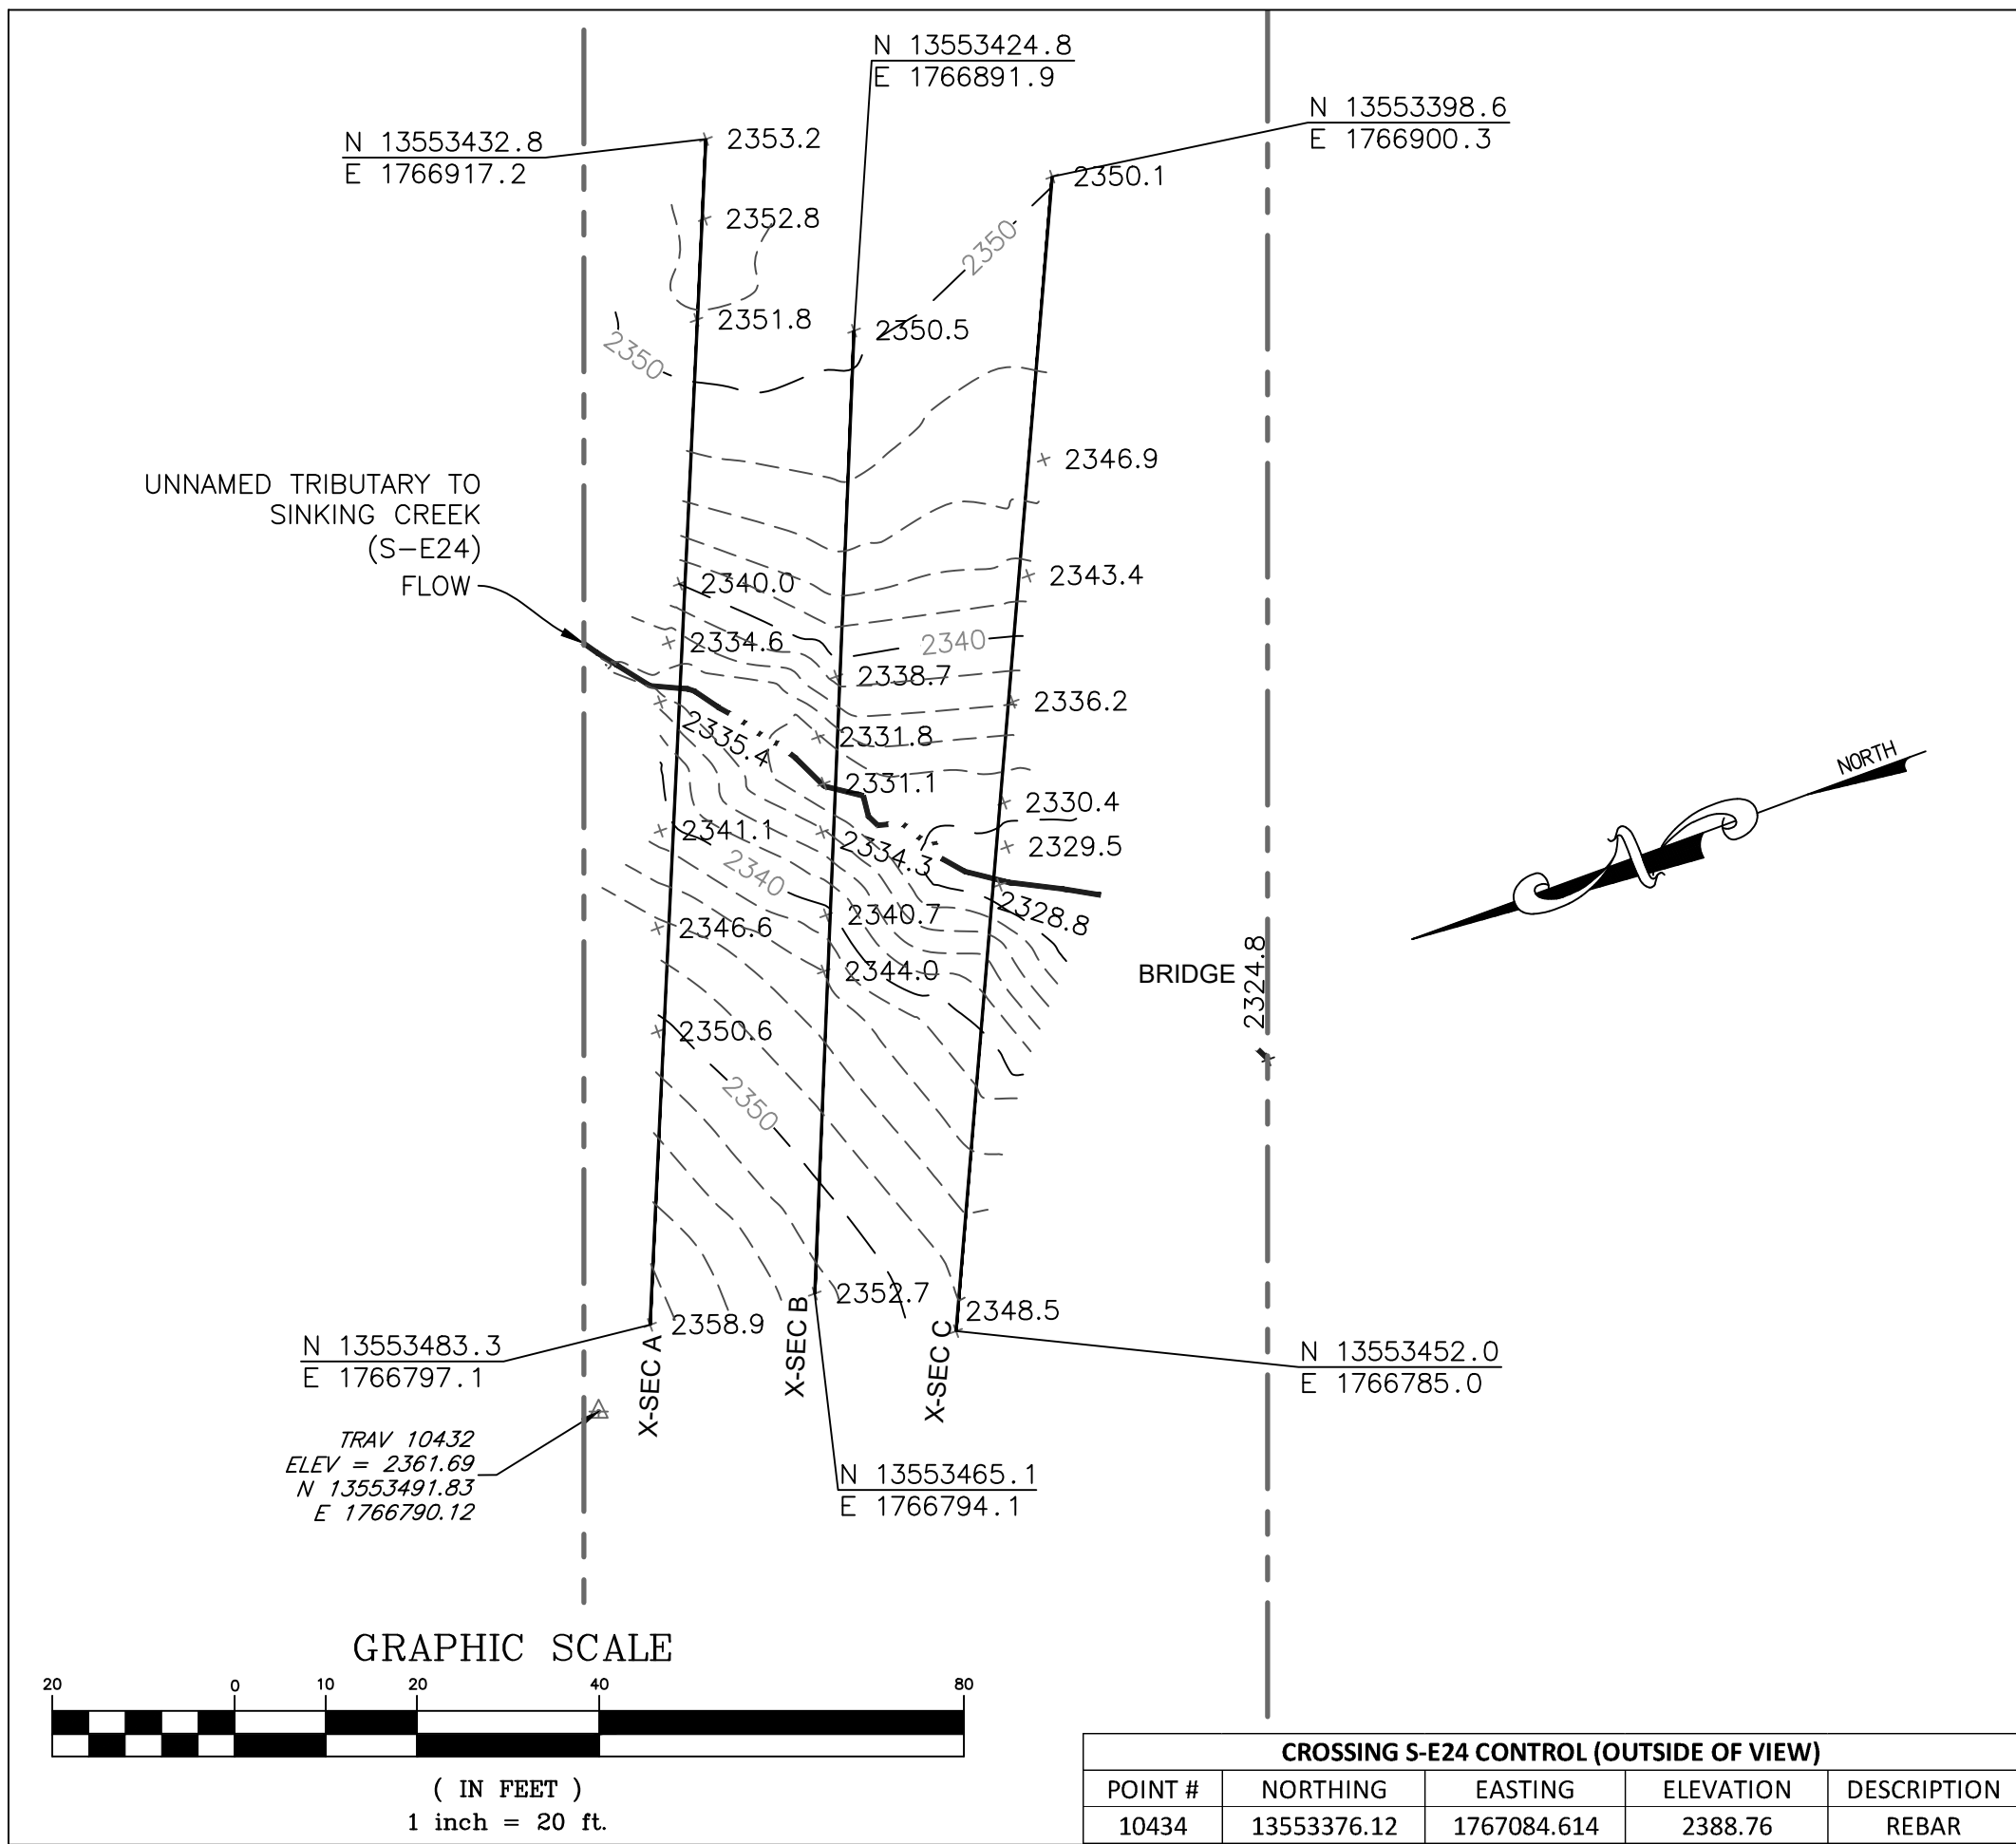 N 13553424.8
E 1766891.9
N 13553398.6
E 1766900.3
N 13553432.8
E 1766917.2
2353.2
2350.1
2352.8
2350
2351.8
2350.5
2350
2346.9
UNNAMED TRIBUTARY TO
SINKING CREEK
(S-E24)
FLOW
2343.4
2340.0
2334.6
2340
2338.7
2336.2
2335.4
2331.8
NORTH
2331.1
2330.4
2341.1
2334.3
2329.5
2340
2328.8
2340.7
2346.6
2344.0
BRIDGE
2324.8
2350.6
2350
2352.7
2348.5
2358.9
X-SEC A
X-SEC B
X-SEC C
N 13553483.3
E 1766797.1
N 13553452.0
E 1766785.0
TRAV 10432
ELEV = 2361.69
N 13553491.83
E 1766790.12
N 13553465.1
E 1766794.1
GRAPHIC SCALE
20 0 10 20 40 80
( IN FEET )
1 inch = 20 ft.
CROSSING S-E24 CONTROL (OUTSIDE OF VIEW)
POINT # NORTHING EASTING ELEVATION DESCRIPTION
10434 13553376.12 1767084.614 2388.76 REBAR